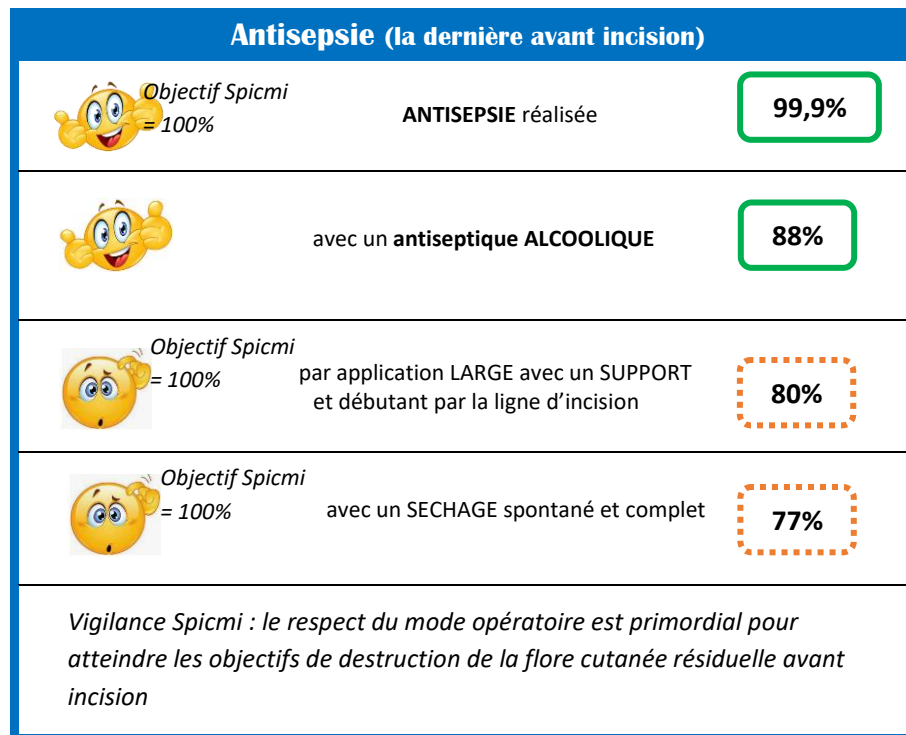 Antisepsie (la dernière avant incision)
Objectif Spicmi
= 100%
ANTISEPSIE réalisée
99,9%
avec un antiseptique ALCOOLIQUE
88%
Objectif Spicmi
= 100%
par application LARGE avec un SUPPORT
et débutant par la ligne d’incision
80%
Objectif Spicmi
= 100%
avec un SECHAGE spontané et complet
77%
Vigilance Spicmi : le respect du mode opératoire est primordial pour
atteindre les objectifs de destruction de la flore cutanée résiduelle avant
incision